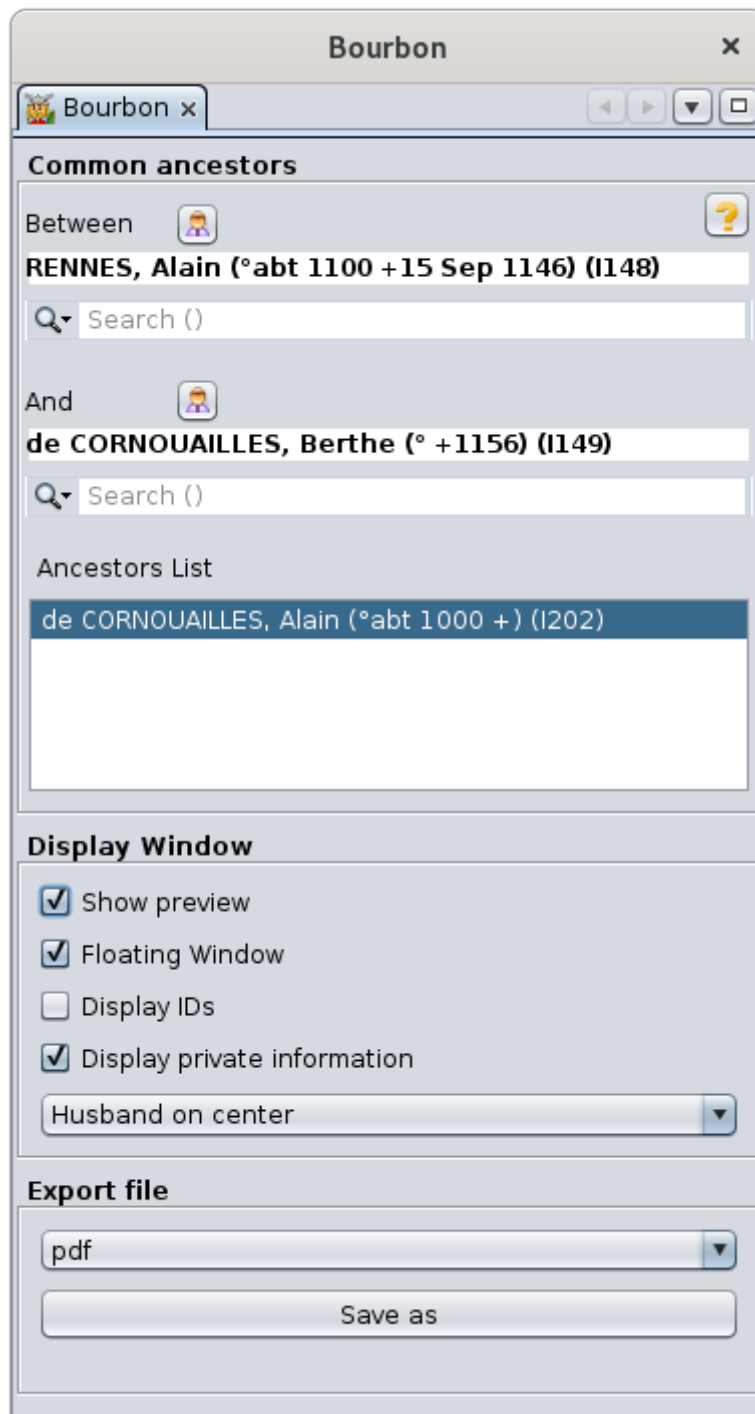 Bourbon
Bourbon
Common ancestors
Between
RENNES, Alain (°abt 1100 +15 Sep 1146) (I148)
Search ()
And
de CORNOUAILLES, Berthe (° +1156) (I149)
Search ()
Ancestors List
de CORNOUAILLES, Alain (°abt 1000 +) (I202)
Display Window
Show preview
Floating Window
Display IDs
Display private information
Husband on center
Export file
pdf
Save as